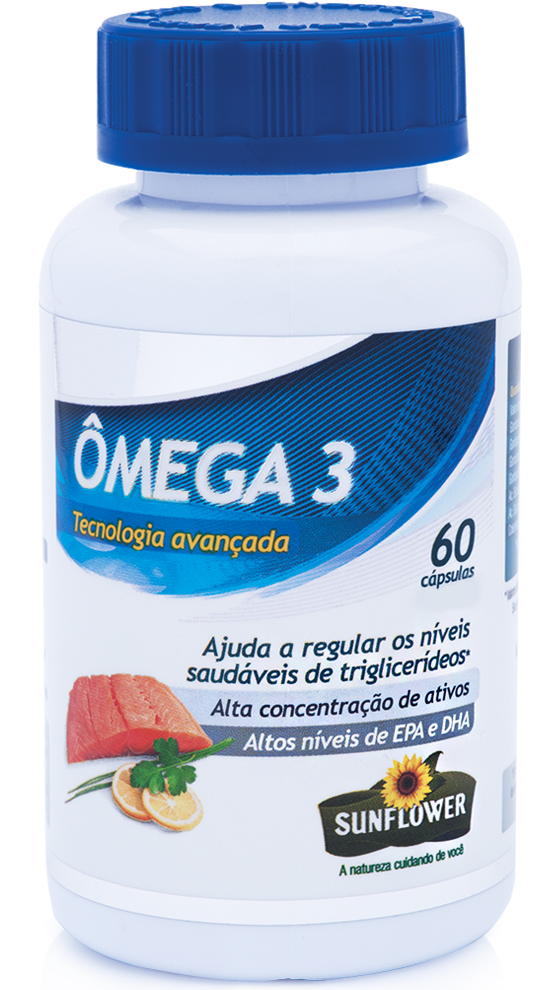 ÔMEGA 3
Tecnologia avançada
60
cápsulas
Ajuda a regular os níveis
saudáveis de triglicerídeos*
Alta concentração de ativos
Altos níveis de EPA e DHA
SUNFLOWER
A natureza cuidando de você